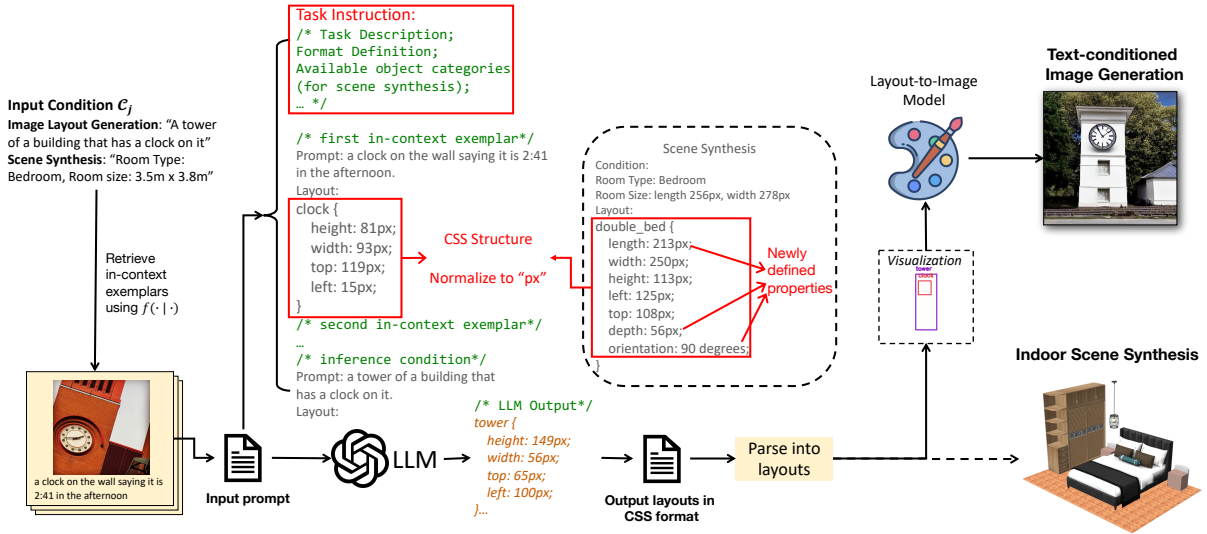 Input Condition 𝒞ⱼ
Image Layout Generation: “A tower
of a building that has a clock on it”
Scene Synthesis: “Room Type:
Bedroom, Room size: 3.5m x 3.8m”
Retrieve
in-context
exemplars
using f(· | ·)
a clock on the wall saying it is
2:41 in the afternoon
Input prompt
Task Instruction:
/* Task Description;
Format Definition;
Available object categories
(for scene synthesis);
… */
/* first in-context exemplar*/
Prompt: a clock on the wall saying it is 2:41
in the afternoon.
Layout:
clock {
height: 81px;
width: 93px;
top: 119px;
left: 15px;
}
/* second in-context exemplar*/
…
/* inference condition*/
Prompt: a tower of a building that
has a clock on it.
Layout:
CSS Structure
Normalize to “px”
Scene Synthesis
Condition:
Room Type: Bedroom
Room Size: length 256px, width 278px
Layout:
double_bed {
length: 213px;
width: 250px;
height: 113px;
left: 125px;
top: 108px;
depth: 56px;
orientation: 90 degrees;
}
Newly
defined
properties
LLM
/* LLM Output*/
tower {
height: 149px;
width: 56px;
top: 65px;
left: 100px;
}…
Output layouts in
CSS format
Parse into
layouts
Visualization
tower
clock
Layout-to-Image
Model
Text-conditioned
Image Generation
Indoor Scene Synthesis